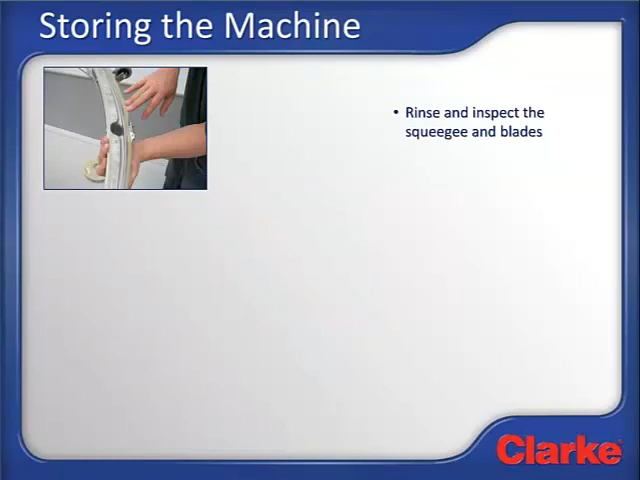 Storing the Machine
• Rinse and inspect the
squeegee and blades
Clarke